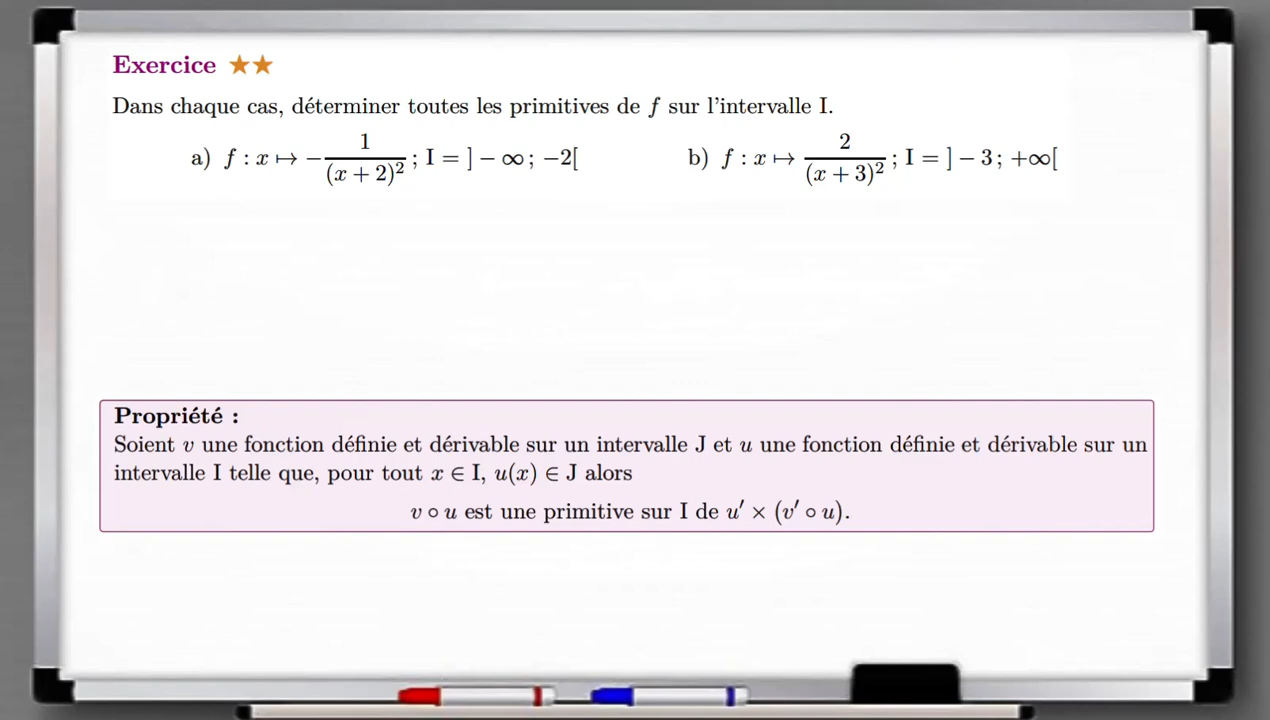 Exercice ★★
Dans chaque cas, déterminer toutes les primitives de f sur l'intervalle I.
a) f : x ↦ −1/(x + 2)² ; I = ] − ∞ ; −2[     b) f : x ↦ 2/(x + 3)² ; I = ] − 3 ; +∞[
Propriété :
Soient v une fonction définie et dérivable sur un intervalle J et u une fonction définie et dérivable sur un
intervalle I telle que, pour tout x ∈ I, u(x) ∈ J alors
v ∘ u est une primitive sur I de u′ × (v′ ∘ u).